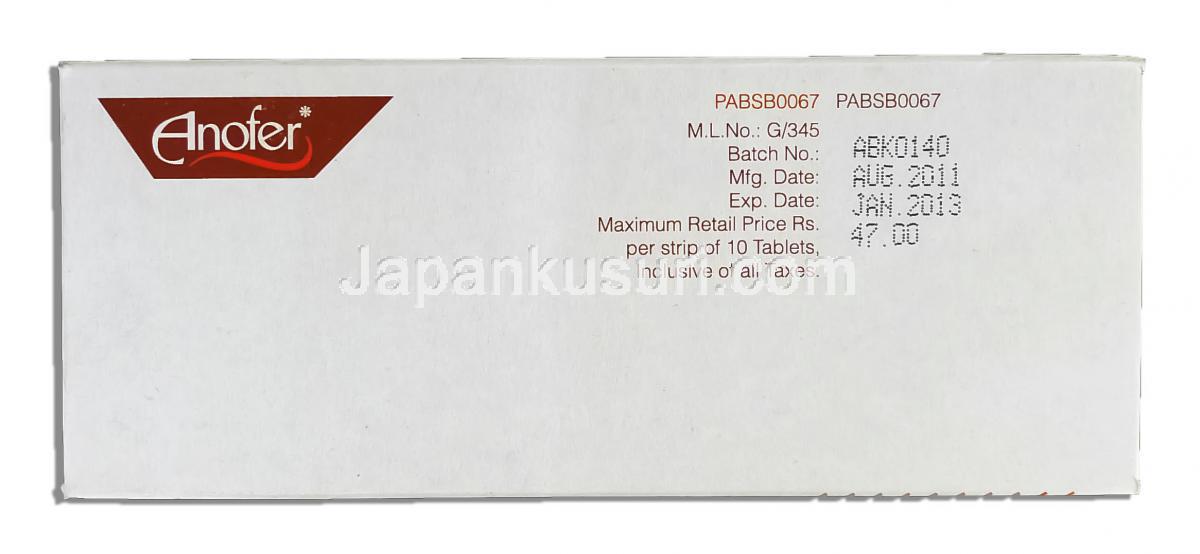 Anofer*
PABSB0067 PABSB0067
M.L.No.: G/345
Batch No.: ABK0140
Mfg. Date: AUG.2011
Exp. Date: JAN.2013
Maximum Retail Price Rs. 47.00
per strip of 10 Tablets,
Inclusive of all Taxes.
Japankusuri.com